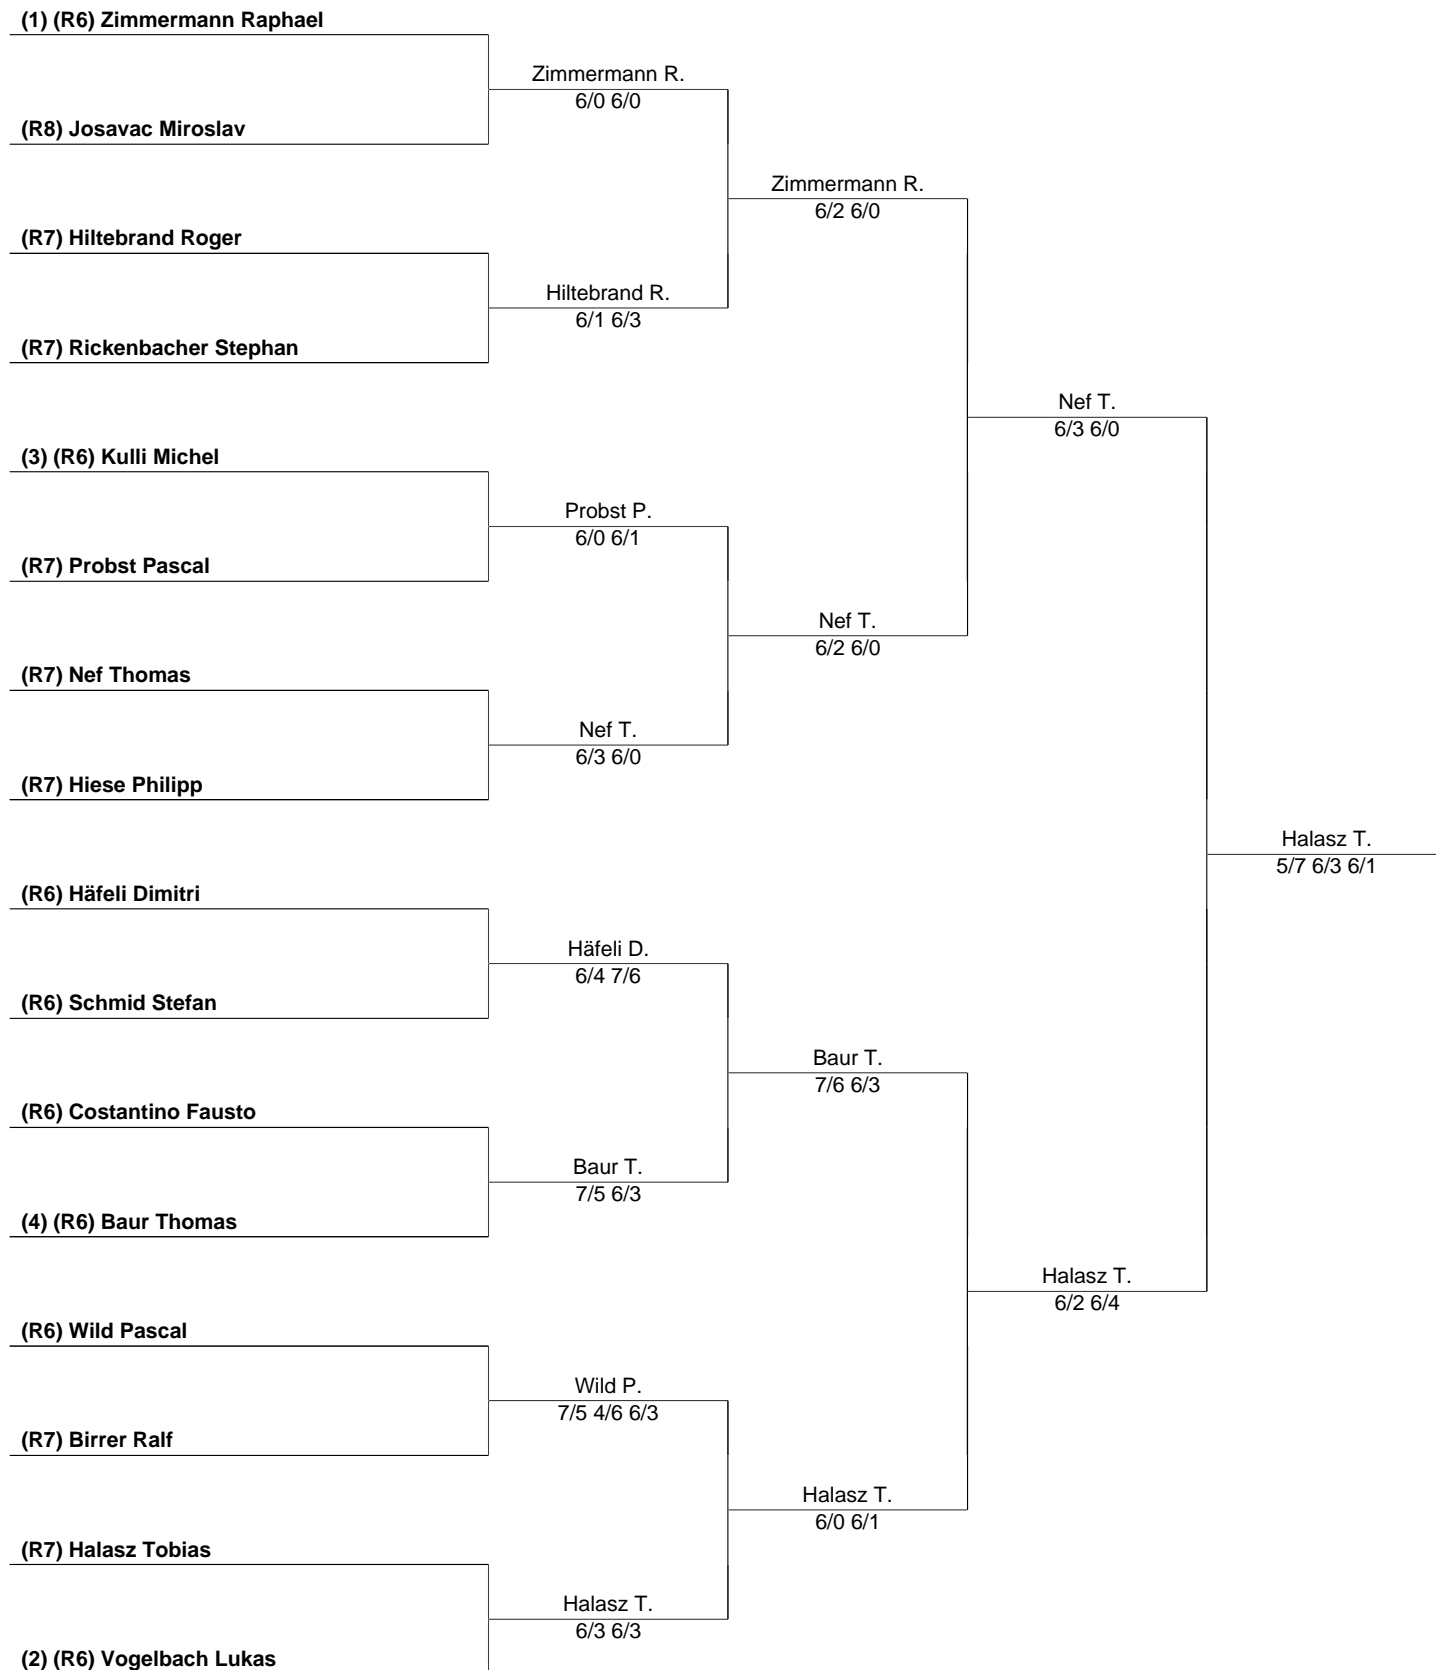 (1) (R6) Zimmermann Raphael
Zimmermann R.
6/0 6/0
(R8) Josavac Miroslav
Zimmermann R.
6/2 6/0
(R7) Hiltebrand Roger
Hiltebrand R.
6/1 6/3
(R7) Rickenbacher Stephan
Nef T.
6/3 6/0
(3) (R6) Kulli Michel
Probst P.
6/0 6/1
(R7) Probst Pascal
Nef T.
6/2 6/0
(R7) Nef Thomas
Nef T.
6/3 6/0
(R7) Hiese Philipp
Halasz T.
5/7 6/3 6/1
(R6) Häfeli Dimitri
Häfeli D.
6/4 7/6
(R6) Schmid Stefan
Baur T.
7/6 6/3
(R6) Costantino Fausto
Baur T.
7/5 6/3
(4) (R6) Baur Thomas
Halasz T.
6/2 6/4
(R6) Wild Pascal
Wild P.
7/5 4/6 6/3
(R7) Birrer Ralf
Halasz T.
6/0 6/1
(R7) Halasz Tobias
Halasz T.
6/3 6/3
(2) (R6) Vogelbach Lukas